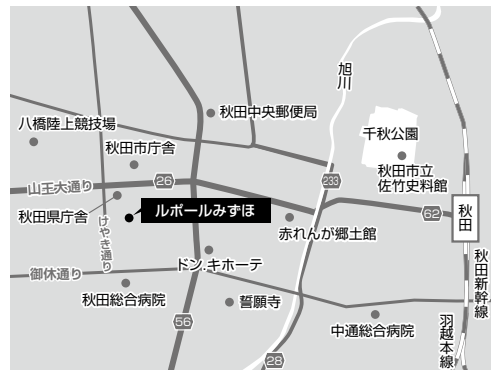 旭川
秋田中央郵便局
八橋陸上競技場
千秋公園
秋田市庁舎
秋田市立
佐竹史料館
山王大通り
26
233
秋田県庁舎
ルポールみずほ
62
秋田
けやき通り
赤れんが郷土館
ドン.キホーテ
御休通り
秋田新幹線
秋田総合病院
誓願寺
56
中通総合病院
羽越本線
28